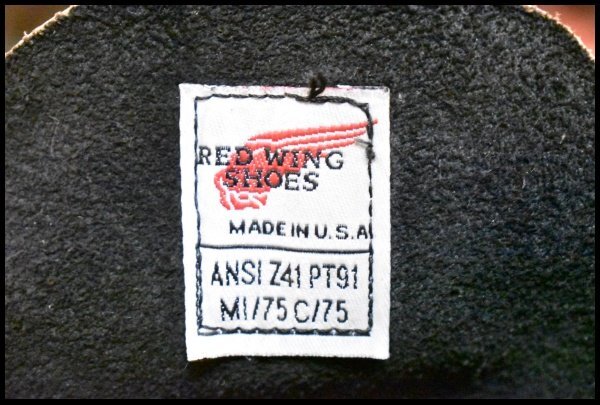 RED WING
SHOES
MADE IN U.S.A
ANSI Z41 PT91
MI/75 C/75